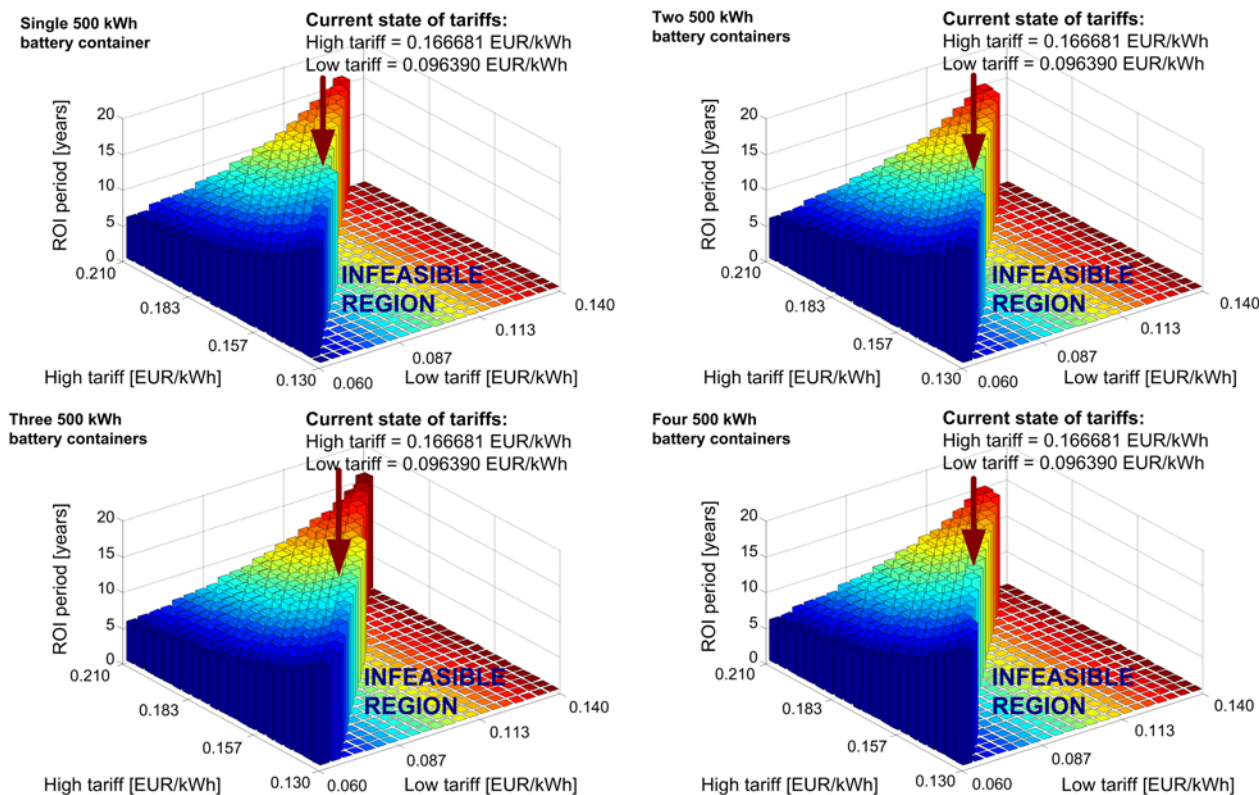 Single 500 kWh
battery container
Current state of tariffs:
High tariff = 0.166681 EUR/kWh
Low tariff = 0.096390 EUR/kWh
ROI period [years]
20
15
10
5
0
0.210
0.183
0.157
0.130
High tariff [EUR/kWh]
0.060
0.087
0.113
0.140
Low tariff [EUR/kWh]
INFEASIBLE
REGION
Two 500 kWh
battery containers
Current state of tariffs:
High tariff = 0.166681 EUR/kWh
Low tariff = 0.096390 EUR/kWh
ROI period [years]
20
15
10
5
0
0.210
0.183
0.157
0.130
High tariff [EUR/kWh]
0.060
0.087
0.113
0.140
Low tariff [EUR/kWh]
INFEASIBLE
REGION
Three 500 kWh
battery containers
Current state of tariffs:
High tariff = 0.166681 EUR/kWh
Low tariff = 0.096390 EUR/kWh
ROI period [years]
20
15
10
5
0
0.210
0.183
0.157
0.130
High tariff [EUR/kWh]
0.060
0.087
0.113
0.140
Low tariff [EUR/kWh]
INFEASIBLE
REGION
Four 500 kWh
battery containers
Current state of tariffs:
High tariff = 0.166681 EUR/kWh
Low tariff = 0.096390 EUR/kWh
ROI period [years]
20
15
10
5
0
0.210
0.183
0.157
0.130
High tariff [EUR/kWh]
0.060
0.087
0.113
0.140
Low tariff [EUR/kWh]
INFEASIBLE
REGION